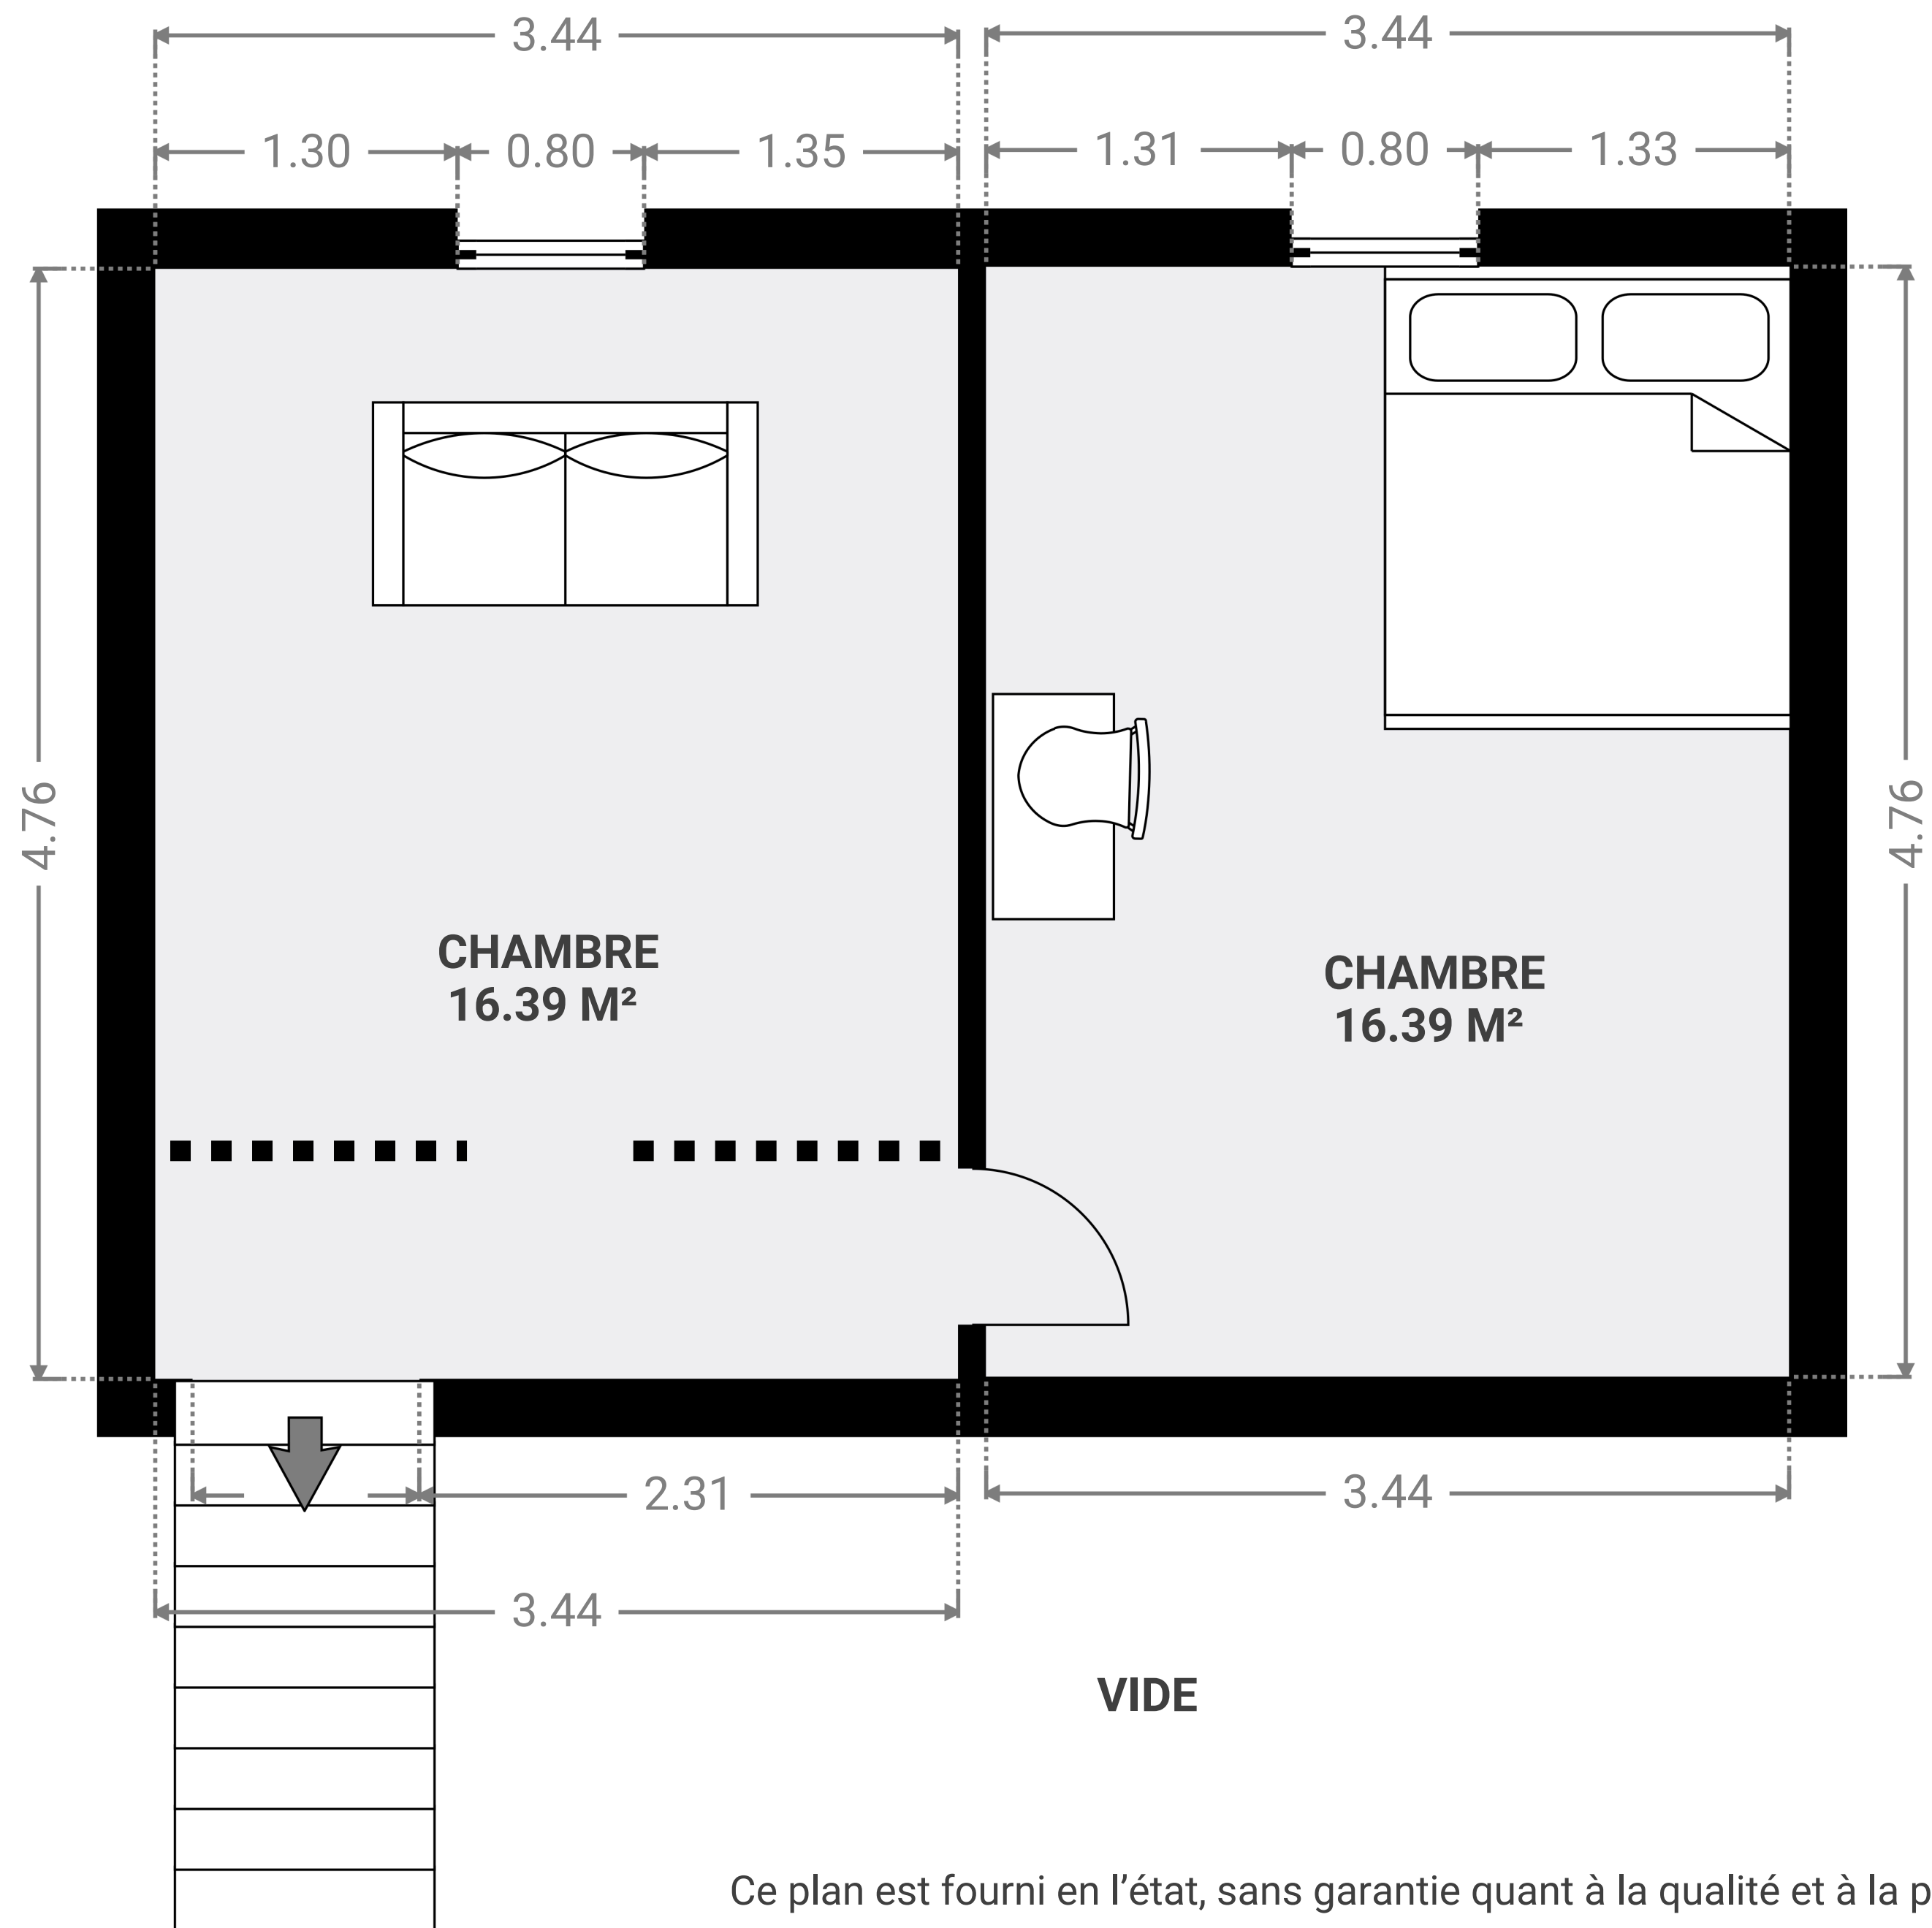 3.44
3.44
1.30
0.80
1.35
1.31
0.80
1.33
4.76
4.76
CHAMBRE
16.39 M²
CHAMBRE
16.39 M²
2.31
3.44
3.44
VIDE
Ce plan est fourni en l’état, sans garantie quant à la qualité et à la p